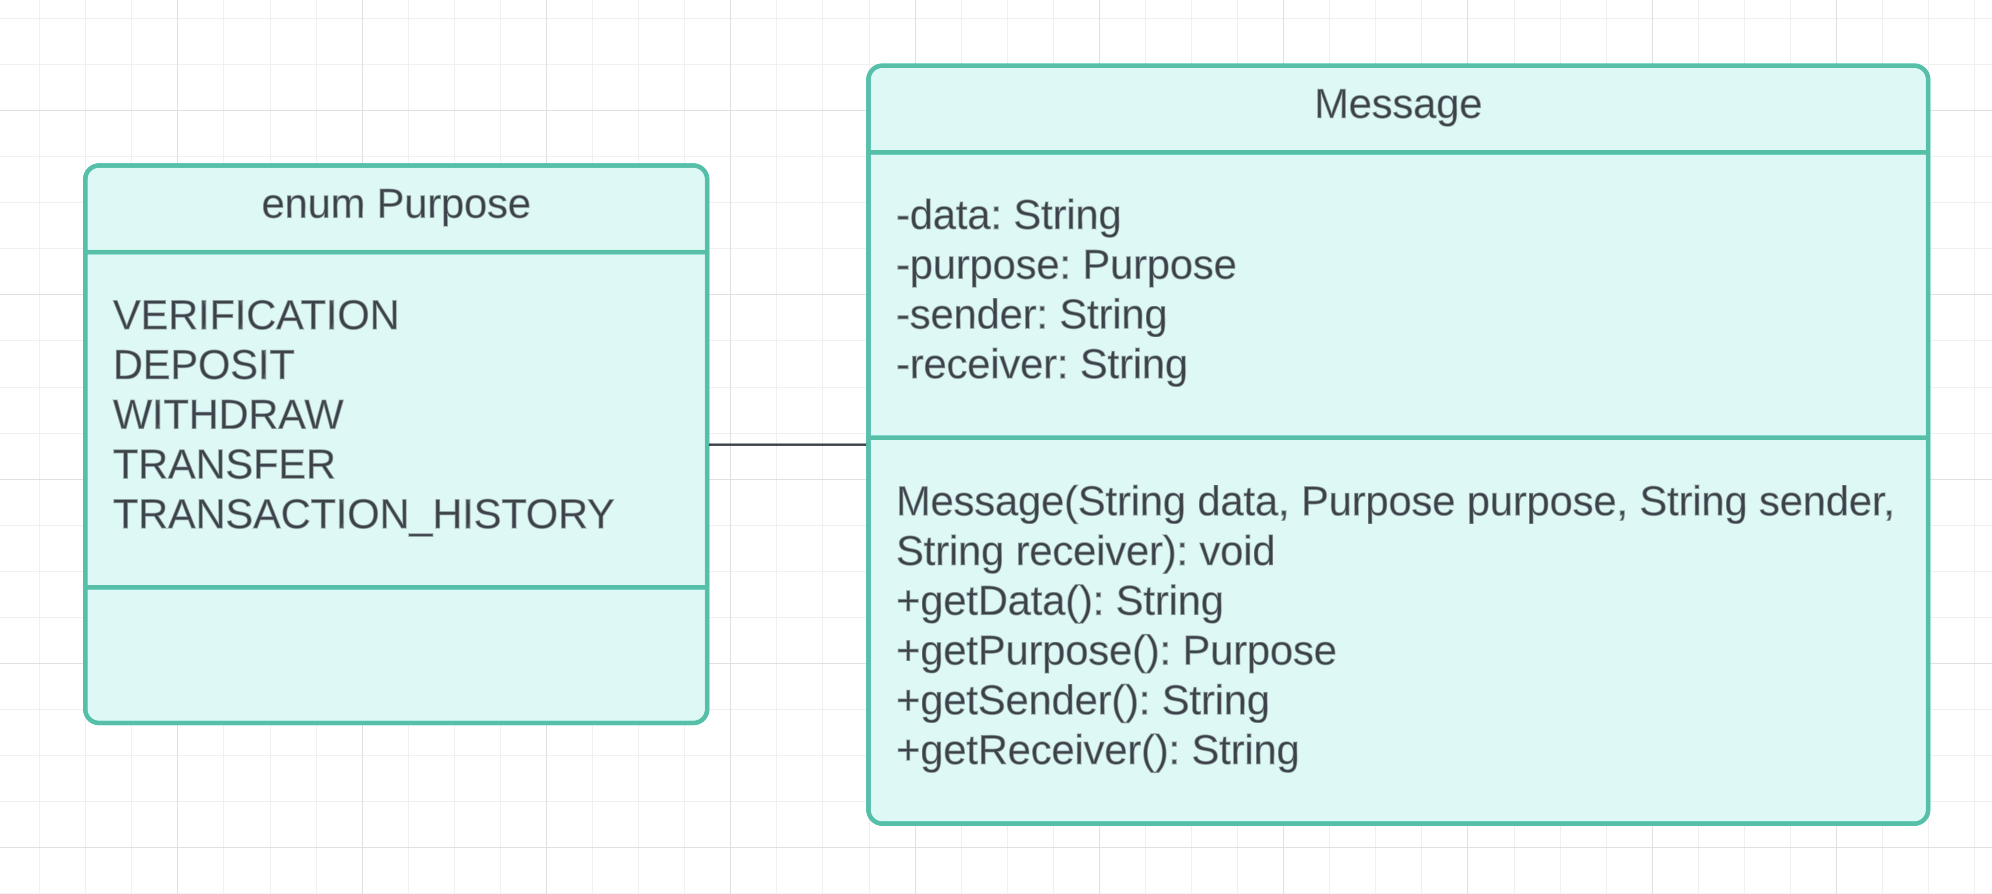 enum Purpose
VERIFICATION
DEPOSIT
WITHDRAW
TRANSFER
TRANSACTION_HISTORY
Message
-data: String
-purpose: Purpose
-sender: String
-receiver: String
Message(String data, Purpose purpose, String sender,
String receiver): void
+getData(): String
+getPurpose(): Purpose
+getSender(): String
+getReceiver(): String